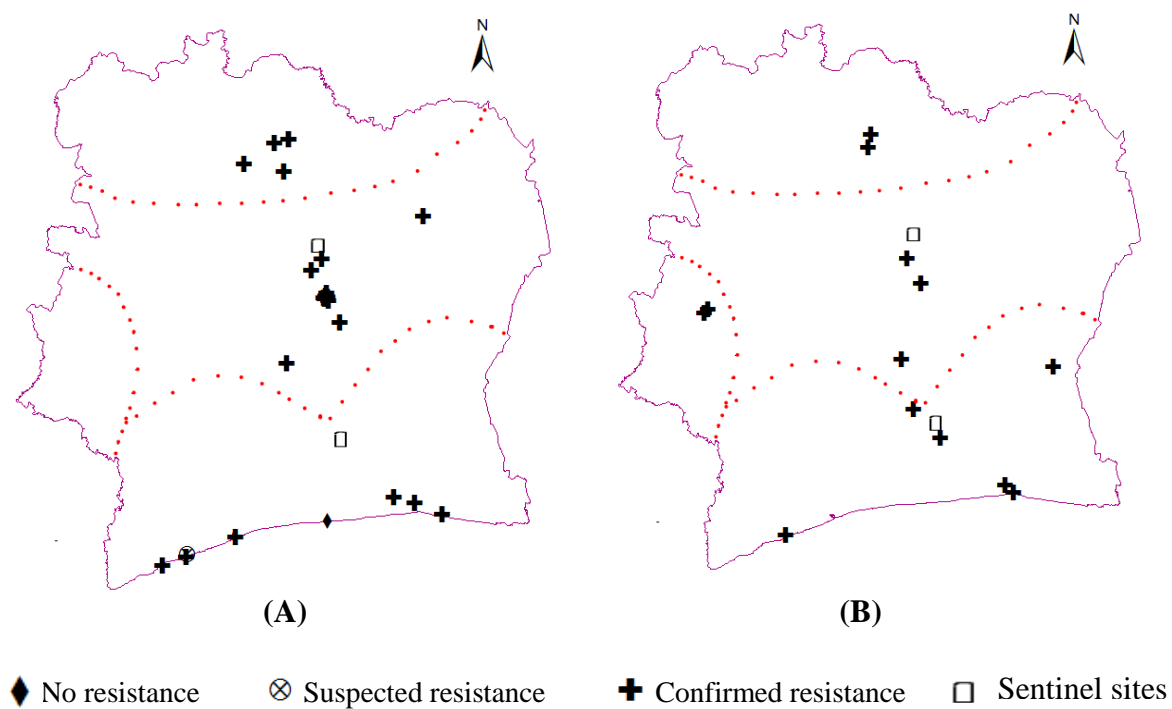 N
N
(A)
(B)
No resistance
Suspected resistance
Confirmed resistance
Sentinel sites